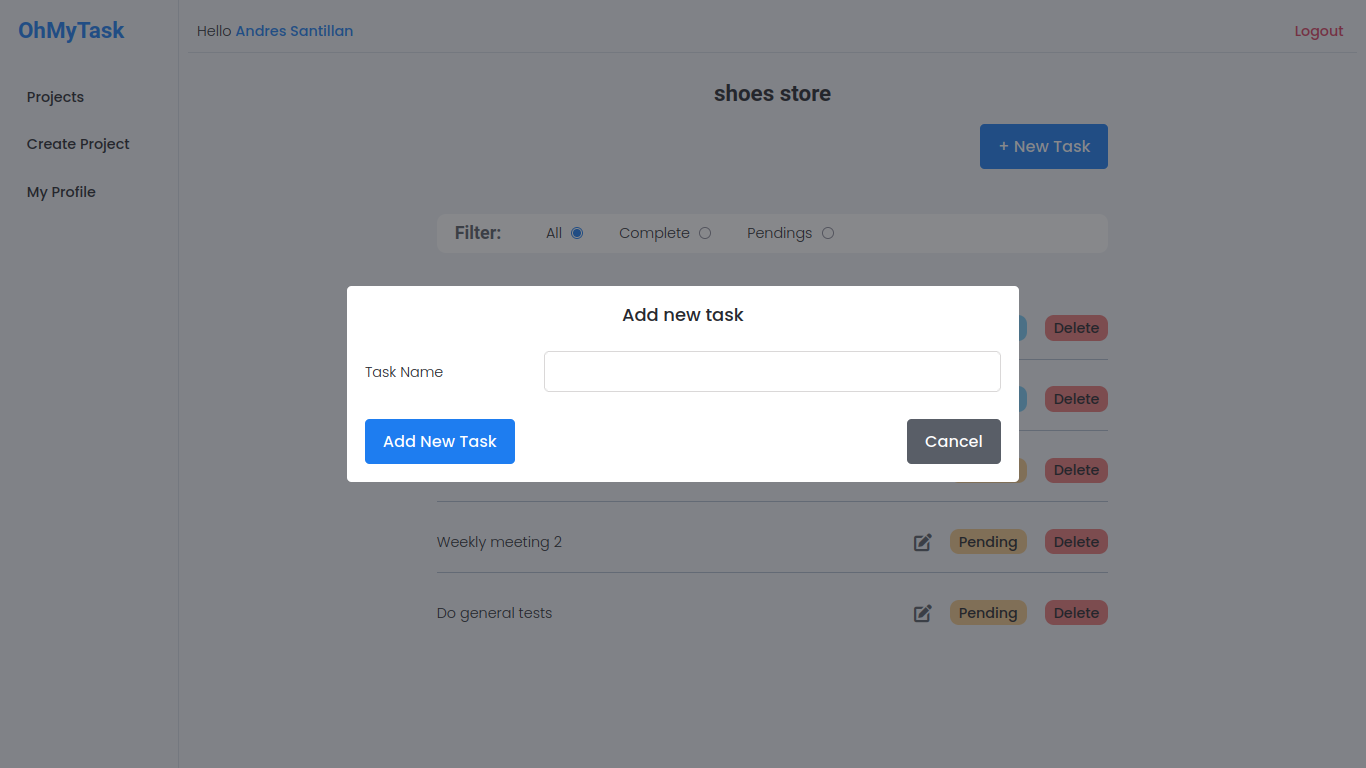 OhMyTask
Hello Andres Santillan
Logout
Projects
Create Project
My Profile
shoes store
+ New Task
Filter: All Complete Pendings
Delete
Delete
Delete
Add new task
Task Name
Add New Task
Cancel
Weekly meeting 2 Pending Delete
Do general tests Pending Delete